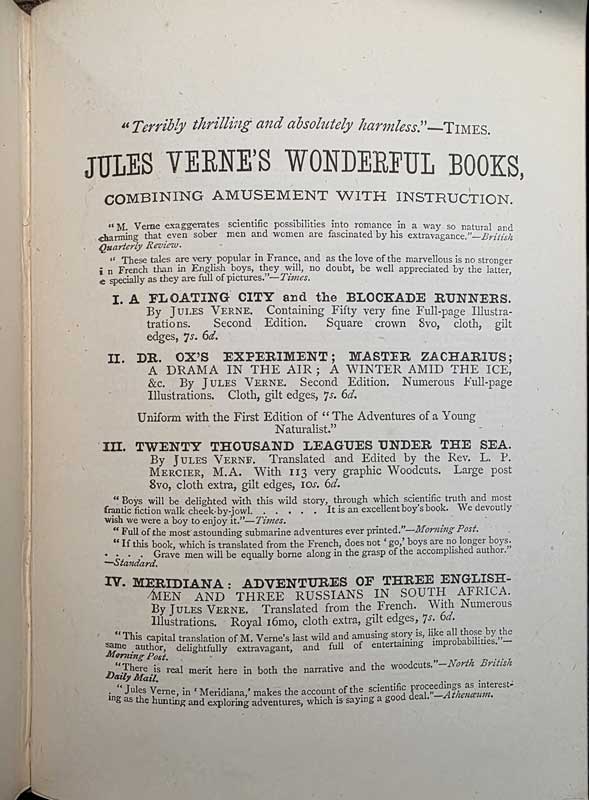 "Terribly thrilling and absolutely harmless."—TIMES.
JULES VERNE'S WONDERFUL BOOKS,
COMBINING AMUSEMENT WITH INSTRUCTION.
"M. Verne exaggerates scientific possibilities into romance in a way so natural and
charming that even sober men and women are fascinated by his extravagance."—British
Quarterly Review.
" These tales are very popular in France, and as the love of the marvellous is no stronger
i n French than in English boys, they will, no doubt, be well appreciated by the latter,
e specially as they are full of pictures."—Times.
I. A FLOATING CITY and the BLOCKADE RUNNERS.
By JULES VERNE. Containing Fifty very fine Full-page Illustra-
trations. Second Edition. Square crown 8vo, cloth, gilt
edges, 7s. 6d.
II. DR. OX'S EXPERIMENT; MASTER ZACHARIUS;
A DRAMA IN THE AIR; A WINTER AMID THE ICE,
&c. By JULES VERNE. Second Edition. Numerous Full-page
Illustrations. Cloth, gilt edges, 7s. 6d.
Uniform with the First Edition of "The Adventures of a Young
Naturalist."
III. TWENTY THOUSAND LEAGUES UNDER THE SEA.
By JULES VERNE. Translated and Edited by the Rev. L. P.
MERCIER, M.A. With 113 very graphic Woodcuts. Large post
8vo, cloth extra, gilt edges, 10s. 6d.
"Boys will be delighted with this wild story, through which scientific truth and most
frantic fiction walk cheek-by-jowl. . . . . . It is an excellent boy's book. We devoutly
wish we were a boy to enjoy it."—Times.
"Full of the most astounding submarine adventures ever printed."—Morning Post.
"If this book, which is translated from the French, does not 'go,' boys are no longer boys.
. . . . Grave men will be equally borne along in the grasp of the accomplished author."
—Standard.
IV. MERIDIANA: ADVENTURES OF THREE ENGLISH-
MEN AND THREE RUSSIANS IN SOUTH AFRICA.
By JULES VERNE. Translated from the French. With Numerous
Illustrations. Royal 16mo, cloth extra, gilt edges, 7s. 6d.
"This capital translation of M. Verne's last wild and amusing story is, like all those by the
same author, delightfully extravagant, and full of entertaining improbabilities."—
Morning Post.
"There is real merit here in both the narrative and the woodcuts."—North British
Daily Mail.
"Jules Verne, in 'Meridiana,' makes the account of the scientific proceedings as interest-
ing as the hunting and exploring adventures, which is saying a good deal."—Athenæum.